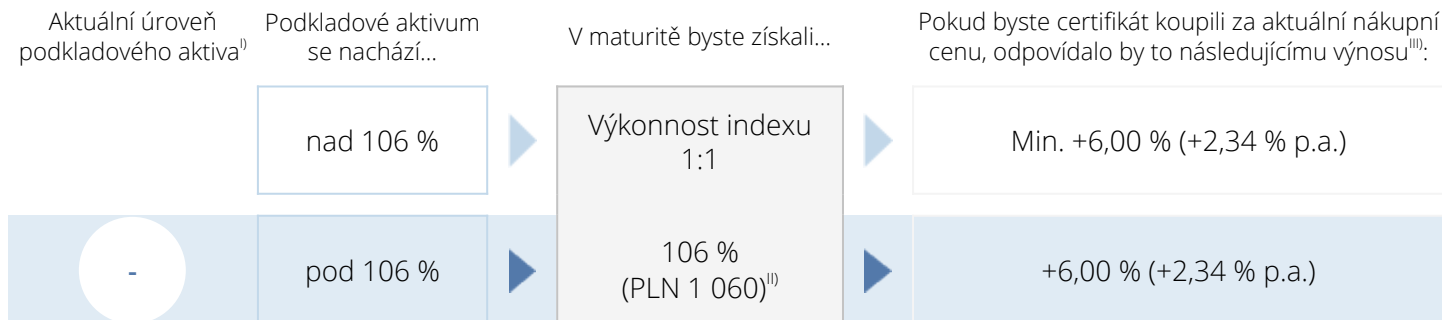 Aktuální úroveň
podkladového aktiva I)
Podkladové aktivum
se nachází...
V maturitě byste získali...
Pokud byste certifikát koupili za aktuální nákupní
cenu, odpovídalo by to následujícímu výnosu III):
nad 106 %
Výkonnost indexu
1:1
Min. +6,00 % (+2,34 % p.a.)
-
pod 106 %
106 %
(PLN 1 060) II)
+6,00 % (+2,34 % p.a.)